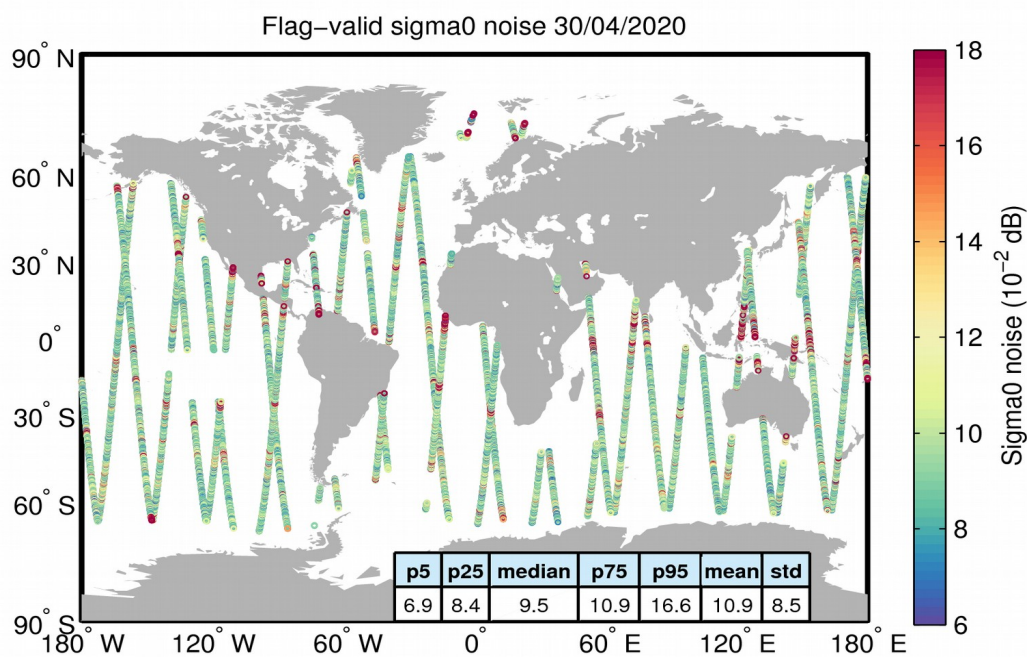 Flag−valid sigma0 noise 30/04/2020
90° N
60° N
30° N
0°
30° S
60° S
90° S
180° W
120° W
60° W
0°
60° E
120° E
180° E
p5 p25 median p75 p95 mean std
6.9 8.4 9.5 10.9 16.6 10.9 8.5
18
16
14
12
10
8
6
Sigma0 noise (10⁻² dB)